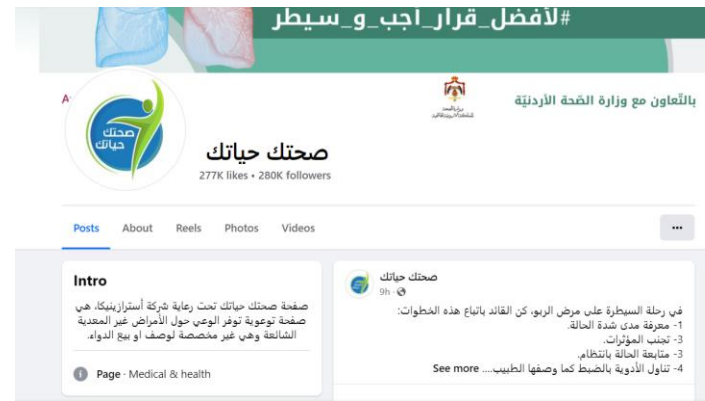 #لأفضل_قرار_أجب_و_سيطر
بالتّعاون مع وزارة الصّحة الأردنيّة
صحتك
حياتك
صحتك حياتك
277K likes • 280K followers
Posts
About
Reels
Photos
Videos
Intro
صفحة صحتك حياتك تحت رعاية شركة أسترازينيكا، هي
صفحة توعوية توفر الوعي حول الأمراض غير المعدية
الشائعة وهي غير مخصصة لوصف او بيع الدواء.
Page · Medical & health
صحتك حياتك
9h
في رحلة السيطرة على مرض الربو، كن القائد باتباع هذه الخطوات:
1- معرفة مدى شدة الحالة.
3- تجنب المؤثرات.
3- متابعة الحالة بانتظام.
4- تناول الأدوية بالضبط كما وصفها الطبيب.... See more